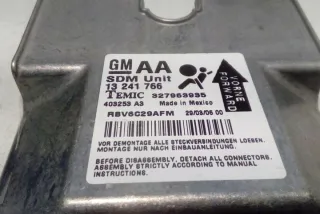 GM AA
SDM Unit
13 241 766
TEMIC 327963935
403253 A3 Made in Mexico
VORNE
FORWARD
RBV6C29AFM 29/03/06 00
VOR DEMONTAGE ALLE STECKVERBINDUNGEN LOESEN.
MONTAGE NUR NACH EINBAUANLEITUNG.
BEFORE DISASSEMBLY, DETACH ALL CONNECTORS.
ASSEMBLY STRICTLY ACCORDING TO MANUAL
INSTRUCTIONS.